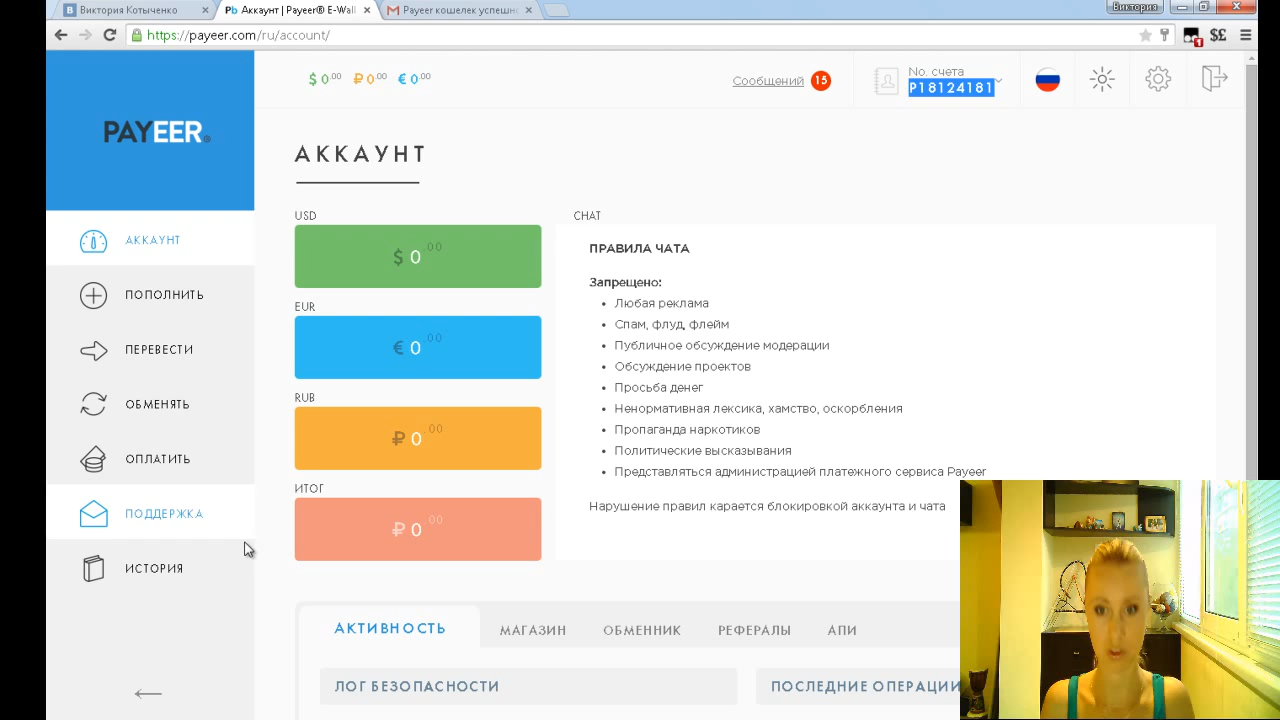 Виктория Котыченко
Аккаунт | Payeer® E-Wall
Payeer кошелек успешно
Виктория
https://payeer.com/ru/account/
$ 0.00 ₽ 0.00 € 0.00
Сообщений 15
No. счета
P18124181
PAYEER®
АККАУНТ
ПОПОЛНИТЬ
ПЕРЕВЕСТИ
ОБМЕНЯТЬ
ОПЛАТИТЬ
ПОДДЕРЖКА
ИСТОРИЯ
АККАУНТ
USD
$ 0.00
EUR
€ 0.00
RUB
₽ 0.00
ИТОГ
₽ 0.00
CHAT
ПРАВИЛА ЧАТА
Запрещено:
• Любая реклама
• Спам, флуд, флейм
• Публичное обсуждение модерации
• Обсуждение проектов
• Просьба денег
• Ненормативная лексика, хамство, оскорбления
• Пропаганда наркотиков
• Политические высказывания
• Представляться администрацией платежного сервиса Payeer
Нарушение правил карается блокировкой аккаунта и чата
АКТИВНОСТЬ
МАГАЗИН
ОБМЕННИК
РЕФЕРАЛЫ
АПИ
ЛОГ БЕЗОПАСНОСТИ
ПОСЛЕДНИЕ ОПЕРАЦИИ